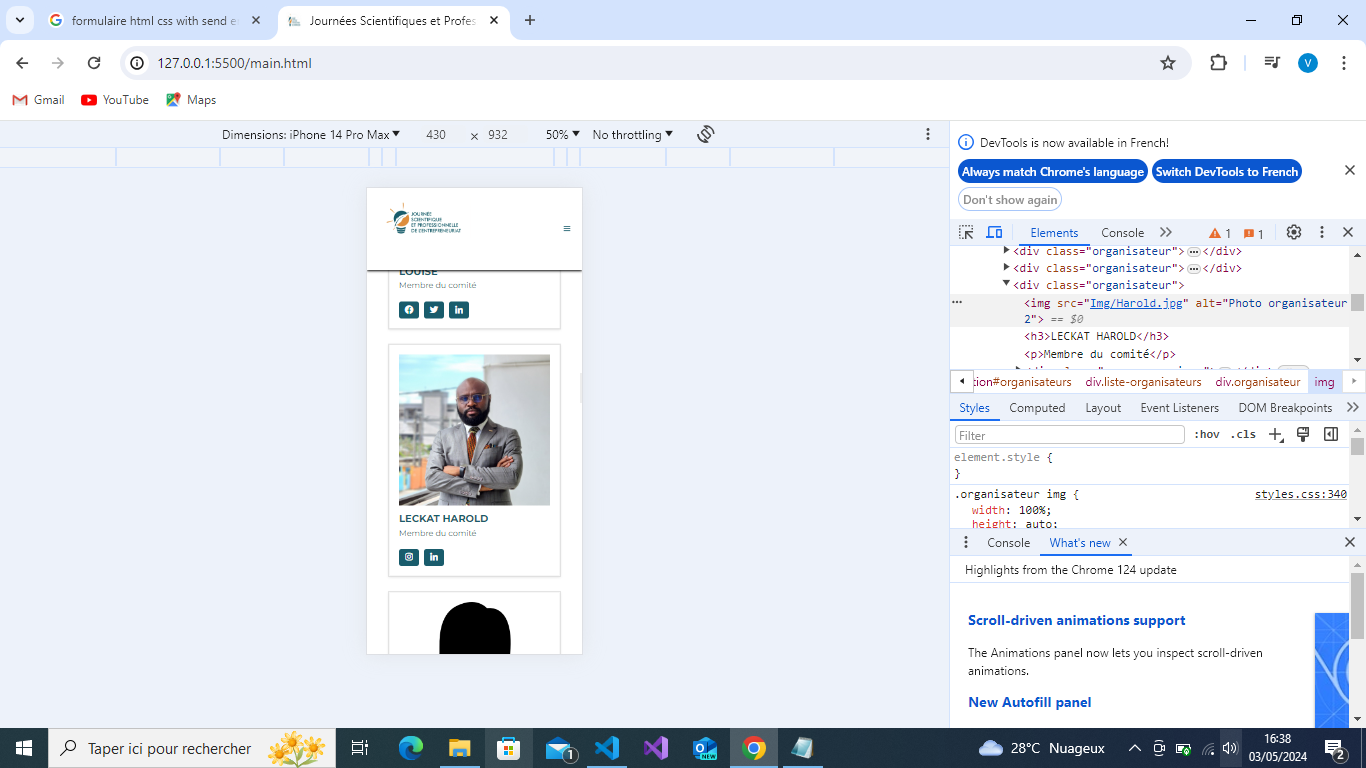 formulaire html css with send e
Journées Scientifiques et Profes
127.0.0.1:5500/main.html
Gmail
YouTube
Maps
Dimensions: iPhone 14 Pro Max
430
×
932
50%
No throttling
JOURNÉE
SCIENTIFIQUE
ET PROFESSIONNELLE
DE L'ENTREPRENEURIAT
LOUISE
Membre du comité
LECKAT HAROLD
Membre du comité
DevTools is now available in French!
Always match Chrome's language
Switch DevTools to French
Don't show again
Elements
Console
1
1
<div class="organisateur"> … </div>
<div class="organisateur"> … </div>
<div class="organisateur">
<img src="Img/Harold.jpg" alt="Photo organisateur
2"> == $0
<h3>LECKAT HAROLD</h3>
<p>Membre du comité</p>
tion#organisateurs
div.liste-organisateurs
div.organisateur
img
Styles
Computed
Layout
Event Listeners
DOM Breakpoints
Filter
:hov
.cls
element.style {
}
.organisateur img {
styles.css:340
width: 100%;
height: auto;
Console
What's new
Highlights from the Chrome 124 update
Scroll-driven animations support
The Animations panel now lets you inspect scroll-driven
animations.
New Autofill panel
Taper ici pour rechercher
1
NEW
28°C Nuageux
16:38
03/05/2024
2